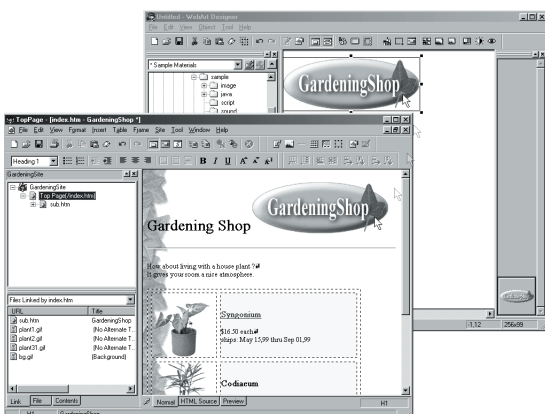 Untitled - WebArt Designer
File Edit View Object Tool Help
* Sample Materials
sample
image
java
script
sound
GardeningShop
TopPage - [index.htm - GardeningShop *]
File Edit View Format Insert Table Frame Site Tool Window Help
Heading 1
B I U A A A
GardeningSite
GardeningSite
Top Page(/index.htm)
sub.htm
GardeningShop
Gardening Shop
How about living with a house plant ?
It gives your room a nice atmosphere.
Files Linked by index.htm
URL Title
sub.htm GardeningShop
plant1.gif (No Alternate T...
plant2.gif (No Alternate T...
plant31.gif (No Alternate T...
bg.gif (Background)
Syngonium
$16.50 each
ships: May 15,99 thru Sep 01,99
Codiaeum
GardeningShop
-1,12 256x99
Link File Contents
Normal HTML Source Preview
H1
H1 GardeningShop